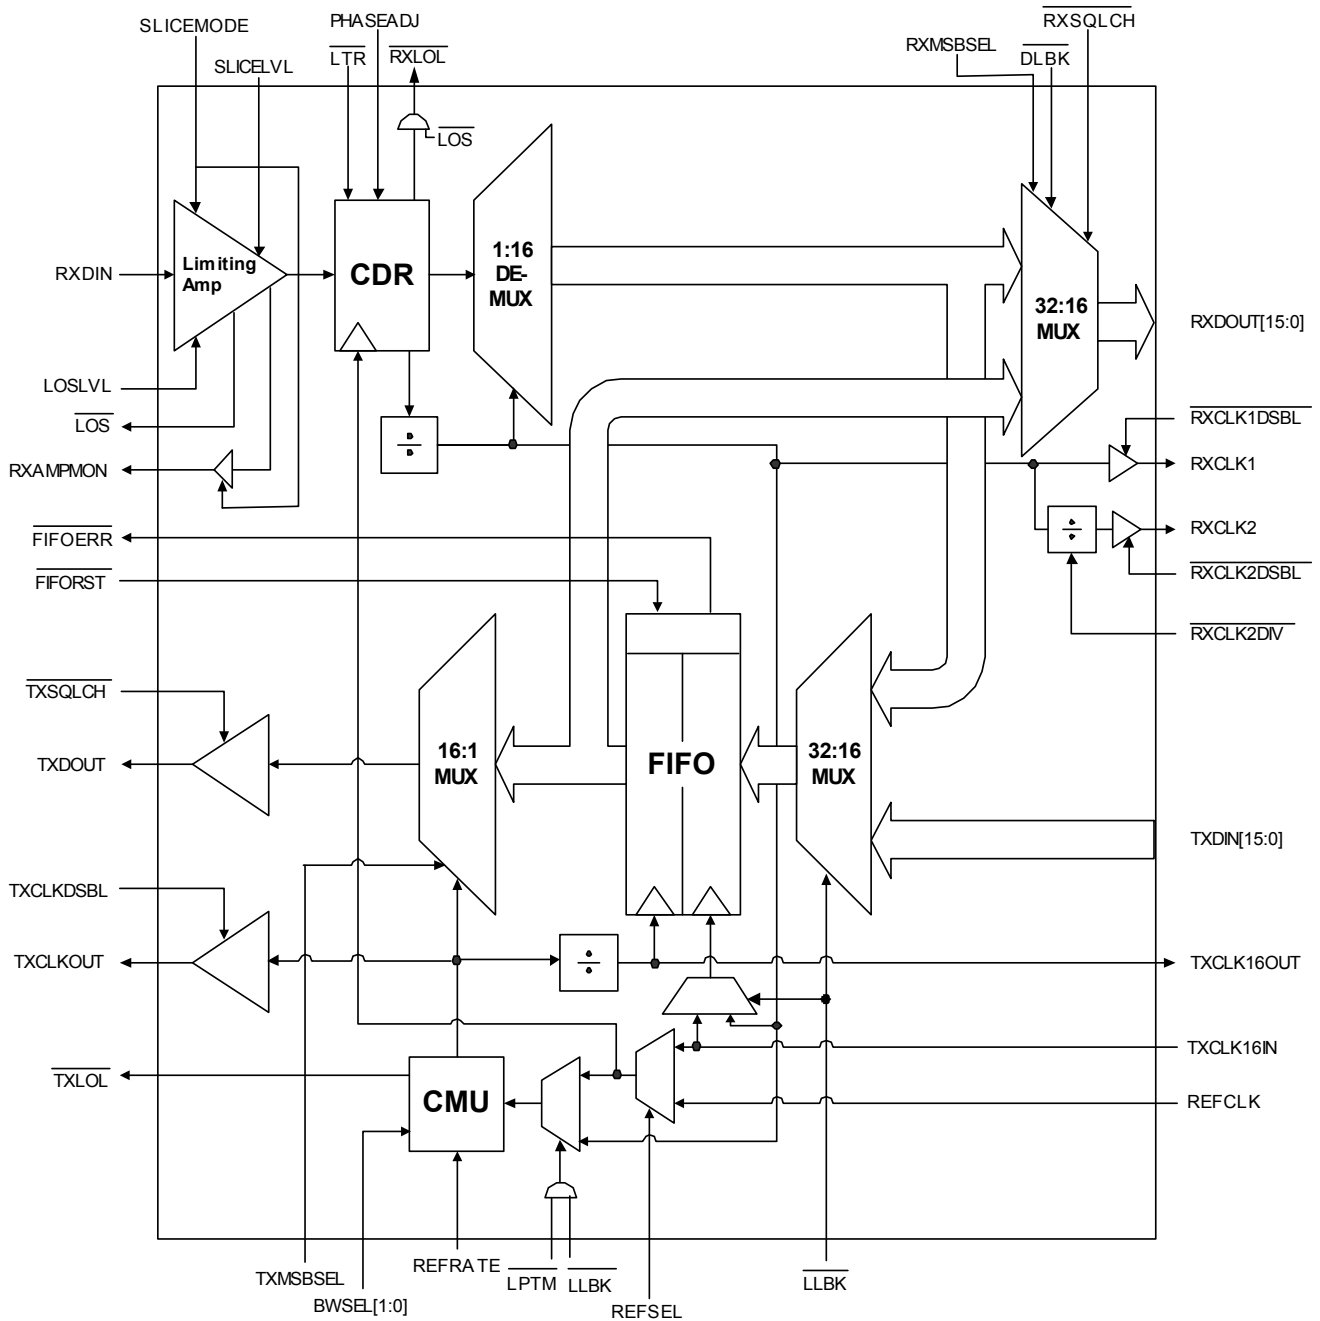 SLICEMODE
PHASEADJ
RXSQLCH
SLICELVL
LTR
RXLOL
RXMSBSEL
DLBK
LOS
Limiting
Amp
CDR
1:16
DE-
MUX
32:16
MUX
RXDIN
RXDOUT[15:0]
LOSLVL
LOS
RXAMPMON
RXCLK1DSBL
RXCLK1
FIFOERR
RXCLK2
FIFORST
RXCLK2DSBL
RXCLK2DIV
TXSQLCH
TXDOUT
16:1
MUX
FIFO
32:16
MUX
TXDIN[15:0]
TXCLKDSBL
TXCLKOUT
TXCLK16OUT
TXCLK16IN
TXLOL
CMU
REFCLK
TXMSBSEL
BWSEL[1:0]
REFRATE
LPTM
LLBK
REFSEL
LLBK